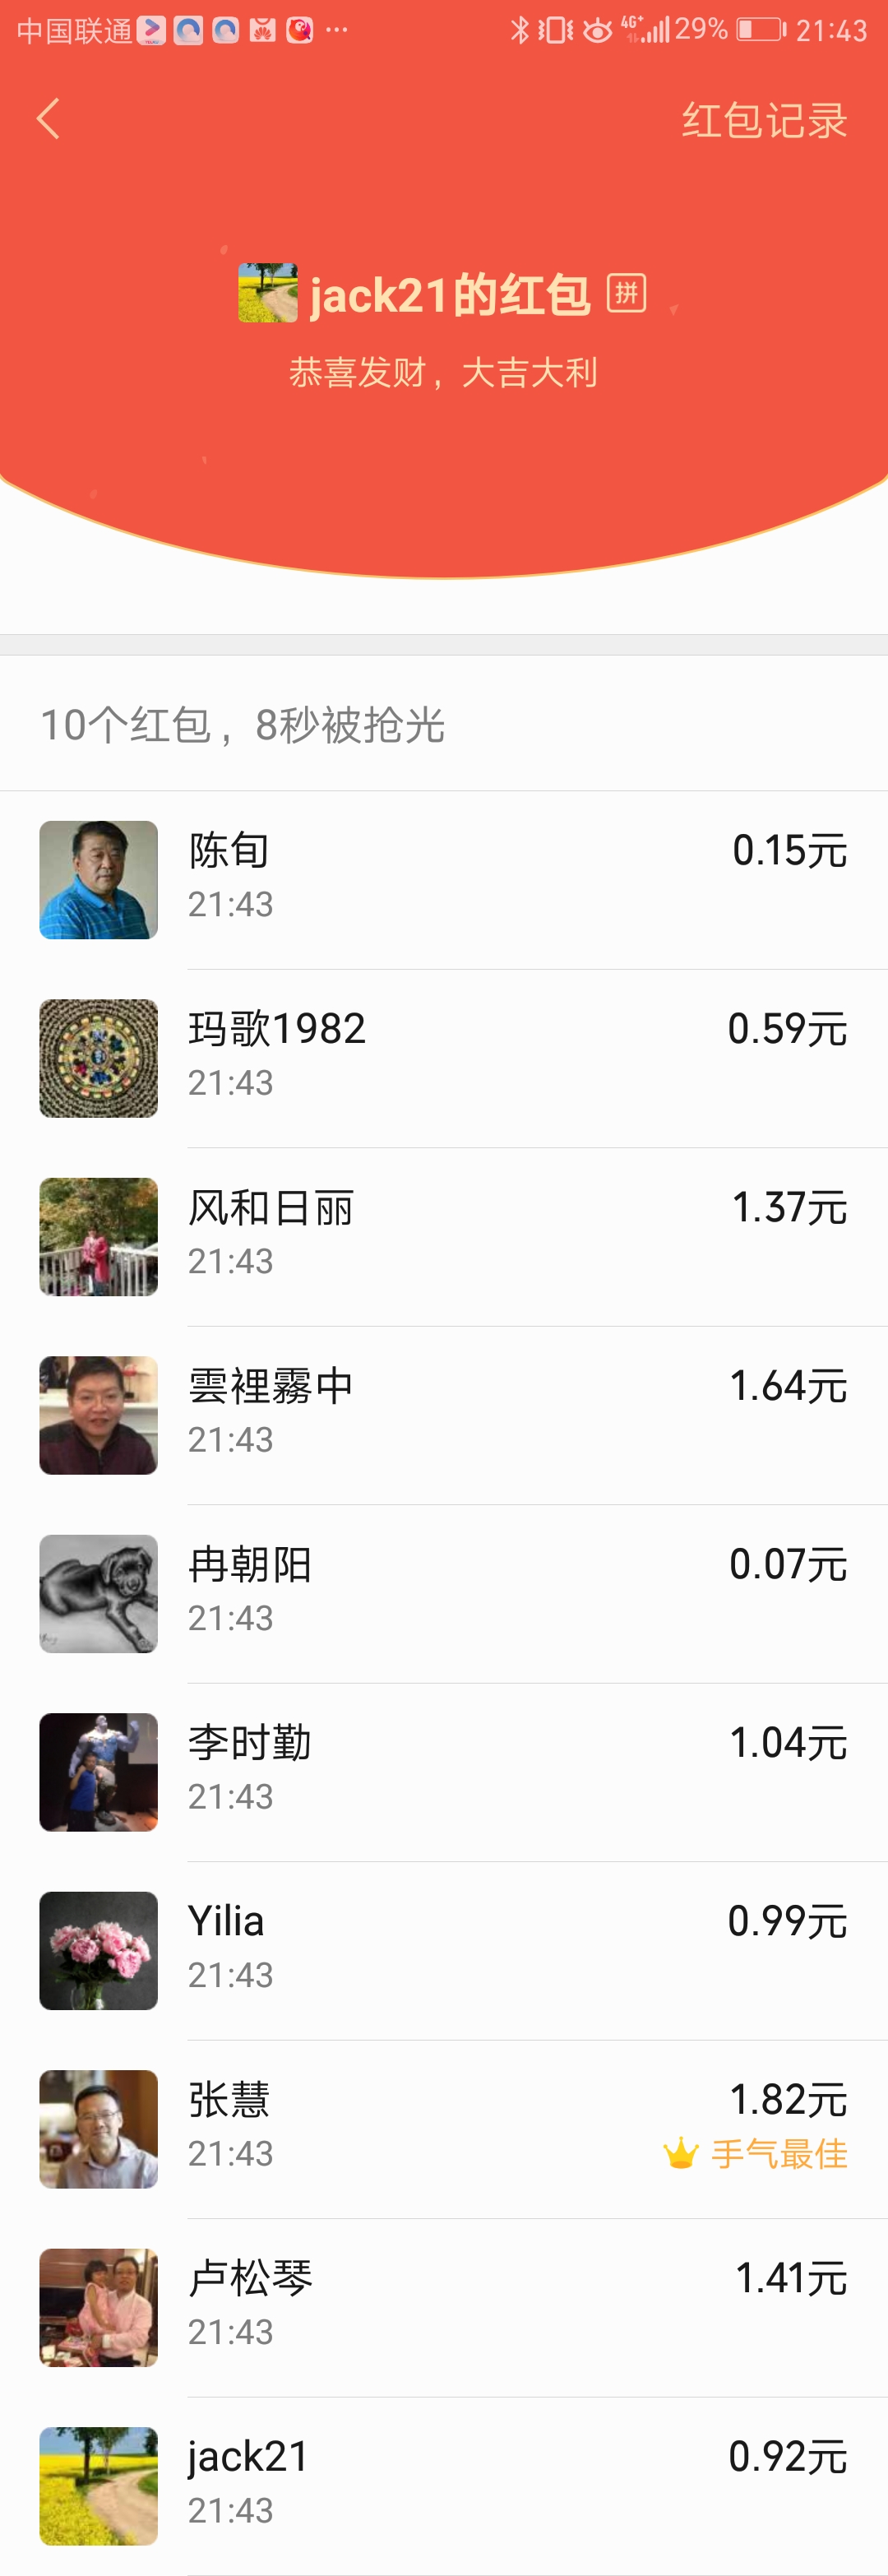 中国联通 ··· 4G+ 29% 21:43
红包记录
jack21的红包 拼
恭喜发财，大吉大利
10个红包，8秒被抢光
陈旬 0.15元
21:43
玛歌1982 0.59元
21:43
风和日丽 1.37元
21:43
雲裡霧中 1.64元
21:43
冉朝阳 0.07元
21:43
李时勤 1.04元
21:43
Yilia 0.99元
21:43
张慧 1.82元
21:43 手气最佳
卢松琴 1.41元
21:43
jack21 0.92元
21:43